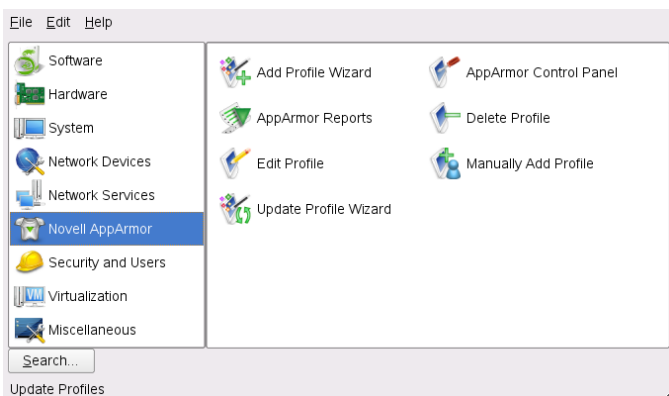 File Edit Help
Software
Hardware
System
Network Devices
Network Services
Novell AppArmor
Security and Users
VM
Virtualization
Miscellaneous
Add Profile Wizard
AppArmor Control Panel
AppArmor Reports
Delete Profile
Edit Profile
Manually Add Profile
Update Profile Wizard
Search...
Update Profiles